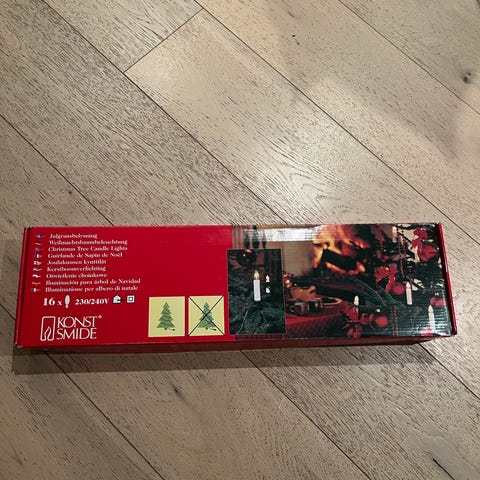 Julgransbelysning
Weihnachtsbaumbeleuchtung
Christmas Tree Candle Lights
Guirlande de Sapin de Noël
Joulukuusen kynttilät
Kerstboomverlichting
Oświetlenie choinkowe
Illuminación para árbol de Navidad
Illuminazione per albero di natale
16 x 230/240V
KONST®
SMIDE